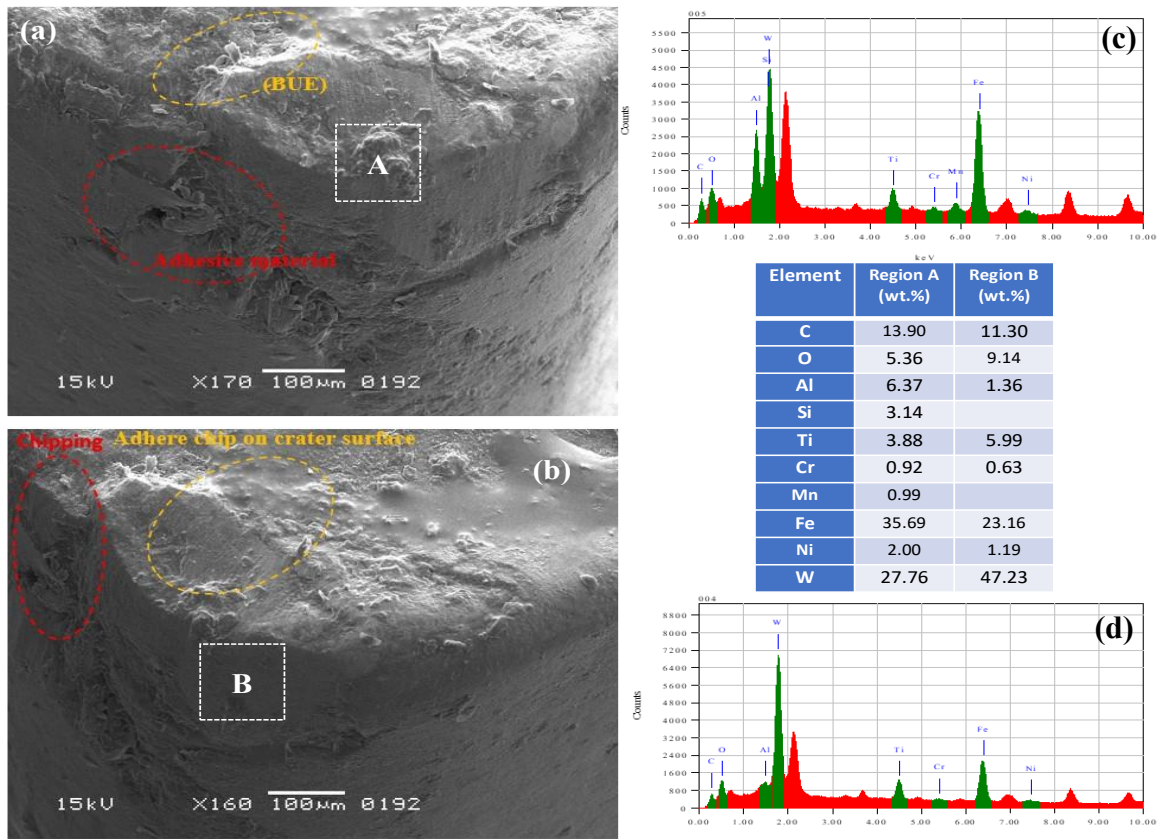 (a)
(BUE)
A
Adhesive material
15kV X170 100µm 0192
Chipping
Adhere chip on crater surface
(b)
B
15kV X160 100µm 0192
005
(c)
5500
5000
4500
4000
3500
3000
2500
2000
1500
1000
500
0
Counts
C O Al Si W Ti Cr Mn Fe Ni
0.00 1.00 2.00 3.00 4.00 5.00 6.00 7.00 8.00 9.00 10.00
keV
Element Region A (wt.%) Region B (wt.%)
C 13.90 11.30
O 5.36 9.14
Al 6.37 1.36
Si 3.14
Ti 3.88 5.99
Cr 0.92 0.63
Mn 0.99
Fe 35.69 23.16
Ni 2.00 1.19
W 27.76 47.23
004
(d)
8800
8000
7200
6400
5600
4800
4000
3200
2400
1600
800
0
Counts
C O Al W Ti Cr Fe Ni
0.00 1.00 2.00 3.00 4.00 5.00 6.00 7.00 8.00 9.00 10.00